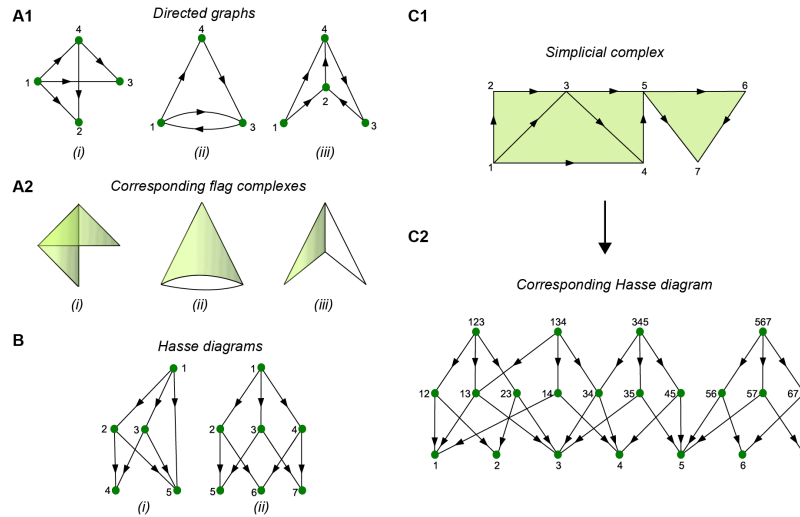 A1
Directed graphs
4
1
3
2
(i)
4
1
3
(ii)
4
2
1
3
(iii)
A2
Corresponding flag complexes
(i)
(ii)
(iii)
B
Hasse diagrams
1
2
3
4
5
(i)
1
2
3
4
5
6
7
(ii)
C1
Simplicial complex
2
3
5
6
1
4
7
C2
Corresponding Hasse diagram
123
134
345
567
12
13
23
14
34
35
45
56
57
67
1
2
3
4
5
6